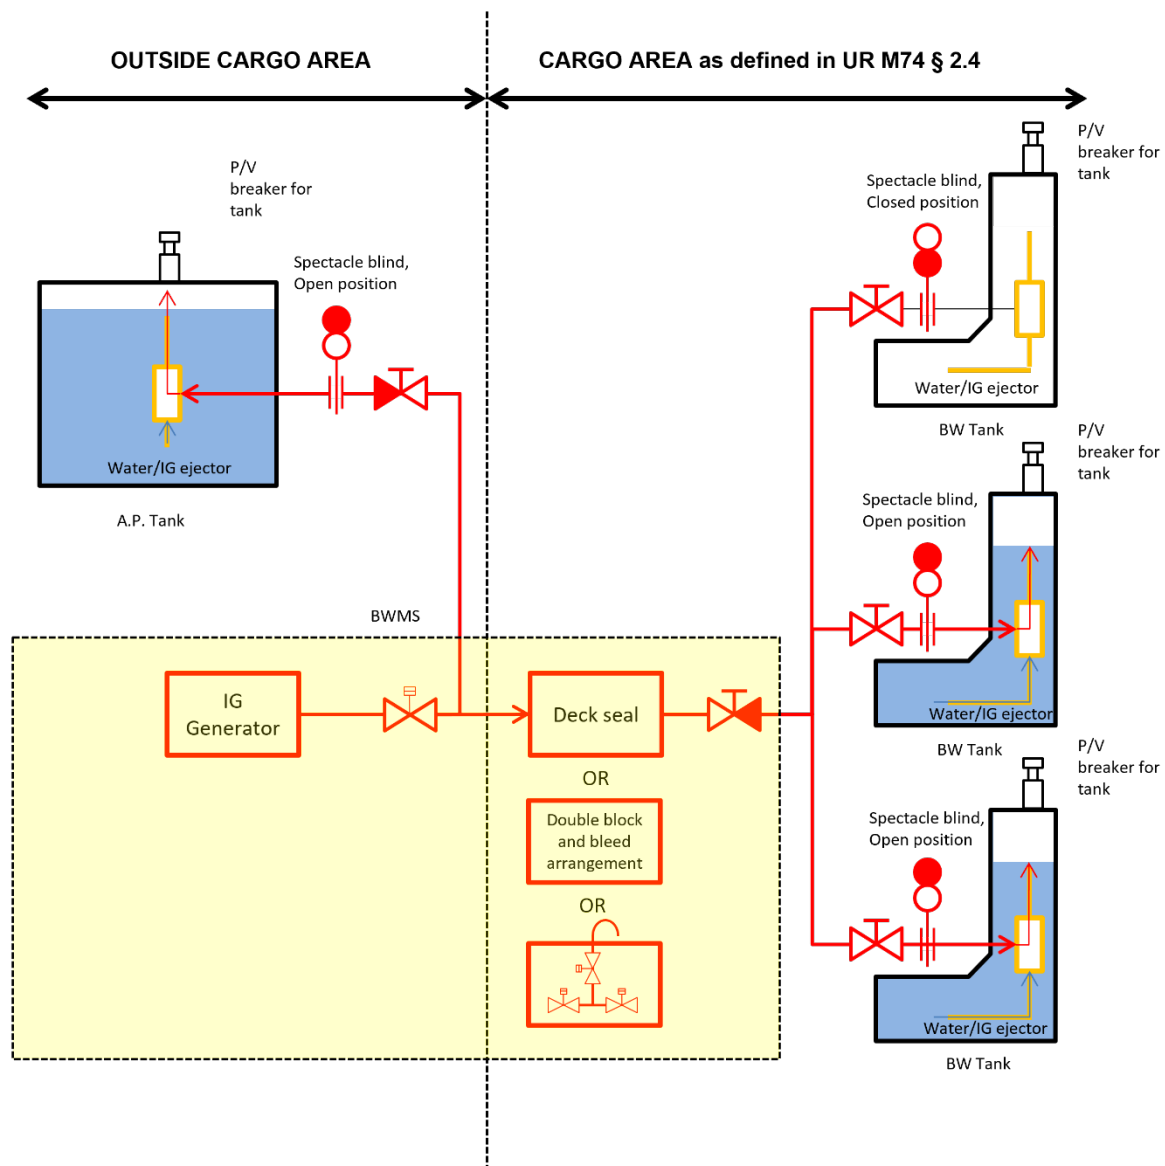 OUTSIDE CARGO AREA
CARGO AREA as defined in UR M74 § 2.4
P/V
breaker for
tank
Spectacle blind,
Open position
Water/IG ejector
A.P. Tank
P/V
breaker for
tank
Spectacle blind,
Closed position
Water/IG ejector
BW Tank
P/V
breaker for
tank
Spectacle blind,
Open position
Water/IG ejector
BW Tank
P/V
breaker for
tank
Spectacle blind,
Open position
Water/IG ejector
BW Tank
BWMS
IG
Generator
Deck seal
OR
Double block
and bleed
arrangement
OR